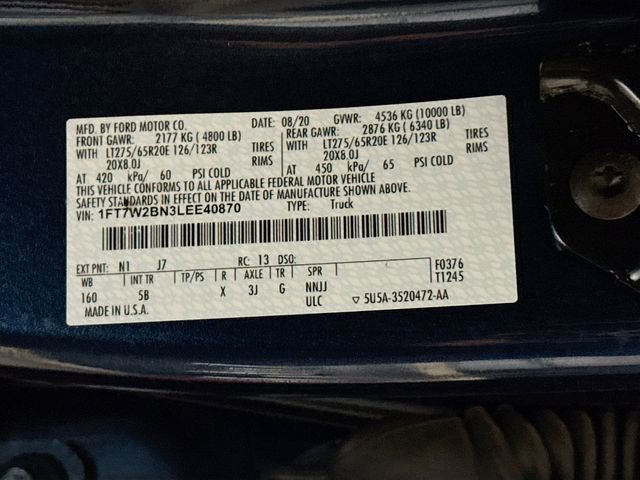 MFD. BY FORD MOTOR CO. DATE: 08/20 GVWR: 4536 KG (10000 LB)
FRONT GAWR: 2177 KG (4800 LB) REAR GAWR: 2876 KG (6340 LB)
WITH LT275/65R20E 126/123R TIRES WITH LT275/65R20E 126/123R TIRES
20X8.0J RIMS 20X8.0J RIMS
AT 420 kPa/ 60 PSI COLD AT 450 kPa/ 65 PSI COLD
THIS VEHICLE CONFORMS TO ALL APPLICABLE FEDERAL MOTOR VEHICLE
SAFETY STANDARDS IN EFFECT ON THE DATE OF MANUFACTURE SHOWN ABOVE.
VIN: 1FT7W2BN3LEE40870 TYPE: Truck
EXT PNT: N1 J7 RC: 13 DSO: F0376
WB INT TR TP/PS R AXLE TR SPR T1245
160 5B X 3J G NNJJ
MADE IN U.S.A. ULC ▽ 5U5A-3520472-AA